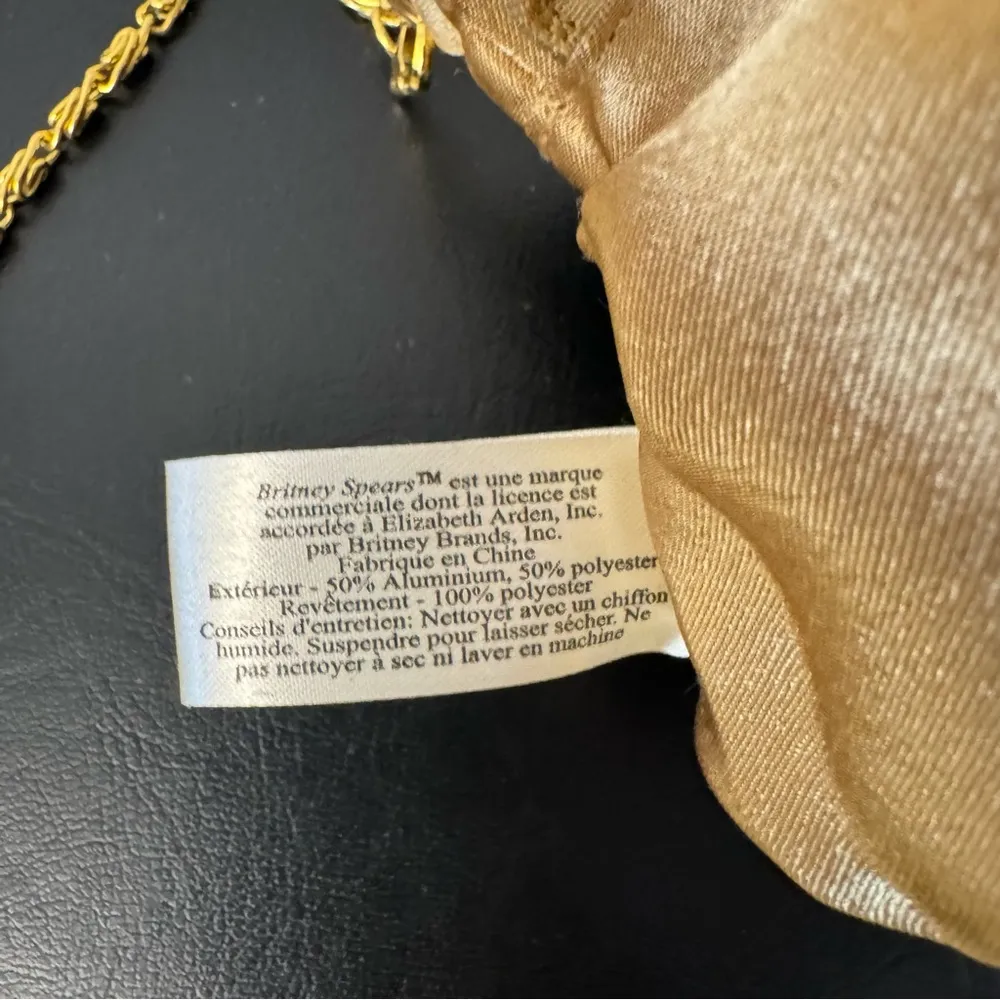 Britney Spears™ est une marque
commerciale dont la licence est
accordée à Elizabeth Arden, Inc.
par Britney Brands, Inc.
Fabrique en Chine
Extérieur - 50% Aluminium, 50% polyester
Revêtement - 100% polyester
Conseils d'entretien: Nettoyer avec un chiffon
humide. Suspendre pour laisser sécher. Ne
pas nettoyer à sec ni laver en machine